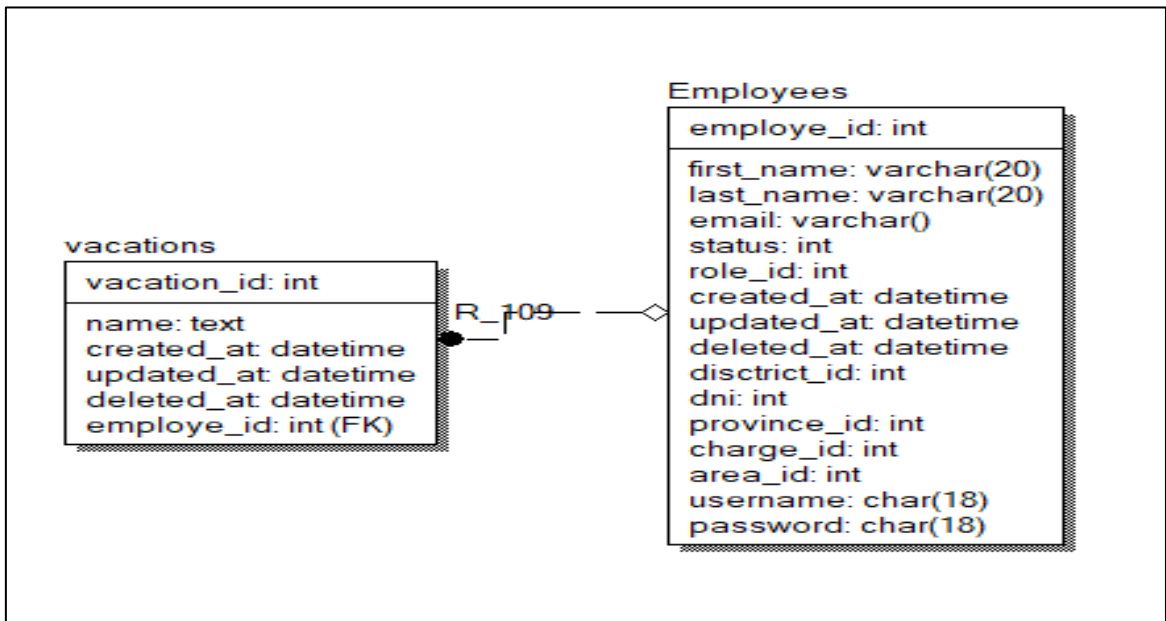 Employees
employe_id: int
first_name: varchar(20)
last_name: varchar(20)
email: varchar()
status: int
role_id: int
created_at: datetime
updated_at: datetime
deleted_at: datetime
disctrict_id: int
dni: int
province_id: int
charge_id: int
area_id: int
username: char(18)
password: char(18)
vacations
vacation_id: int
name: text
created_at: datetime
updated_at: datetime
deleted_at: datetime
employe_id: int (FK)
R_109